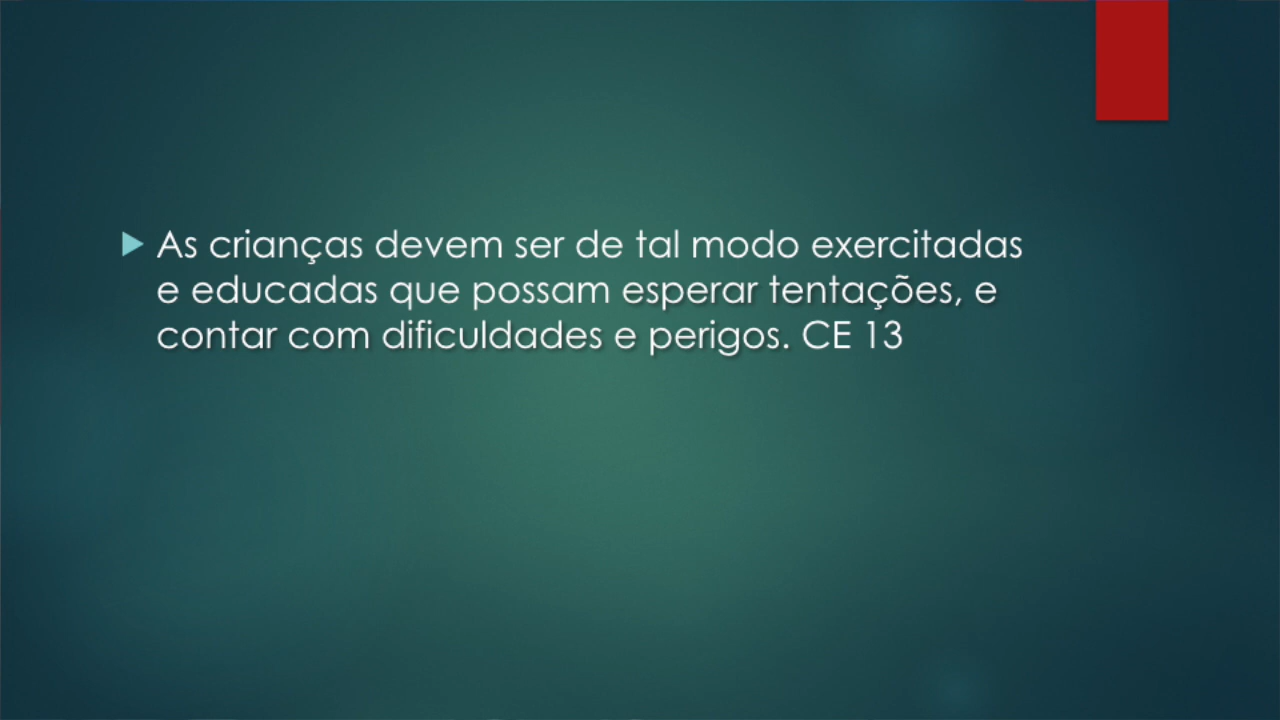 As crianças devem ser de tal modo exercitadas
e educadas que possam esperar tentações, e
contar com dificuldades e perigos. CE 13